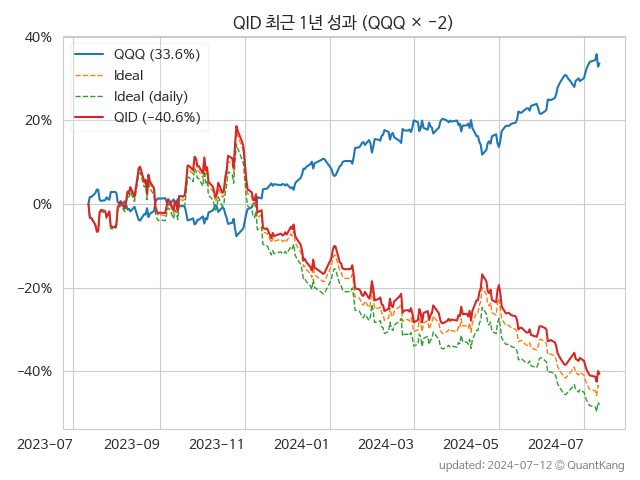 QID 최근 1년 성과 (QQQ × −2)
40%
20%
0%
−20%
−40%
QQQ (33.6%)
Ideal
Ideal (daily)
QID (−40.6%)
2023-07
2023-09
2023-11
2024-01
2024-03
2024-05
2024-07
updated: 2024-07-12 © QuantKang